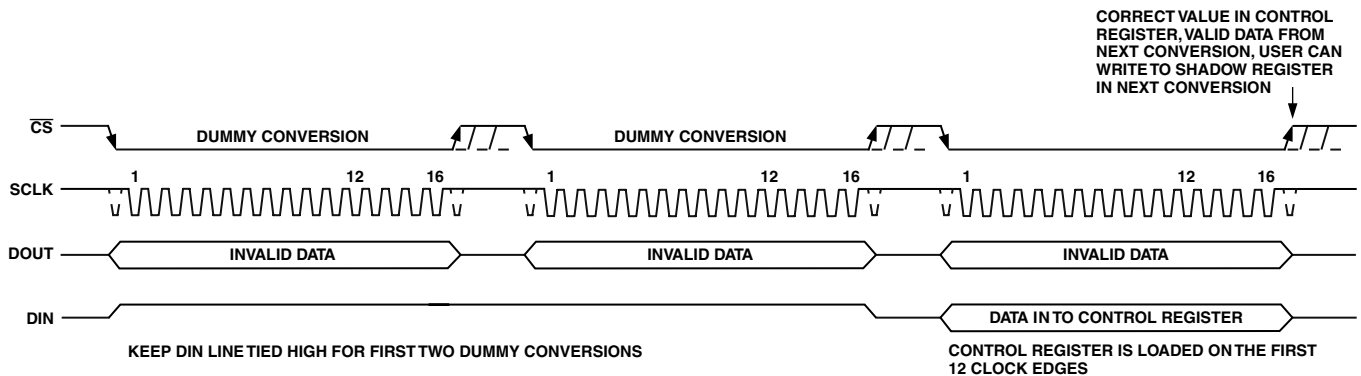 CORRECT VALUE IN CONTROL
REGISTER, VALID DATA FROM
NEXT CONVERSION, USER CAN
WRITE TO SHADOW REGISTER
IN NEXT CONVERSION
CS
DUMMY CONVERSION
DUMMY CONVERSION
SCLK
1
12
16
1
12
16
1
12
16
DOUT
INVALID DATA
INVALID DATA
INVALID DATA
DIN
DATA IN TO CONTROL REGISTER
KEEP DIN LINE TIED HIGH FOR FIRST TWO DUMMY CONVERSIONS
CONTROL REGISTER IS LOADED ON THE FIRST
12 CLOCK EDGES